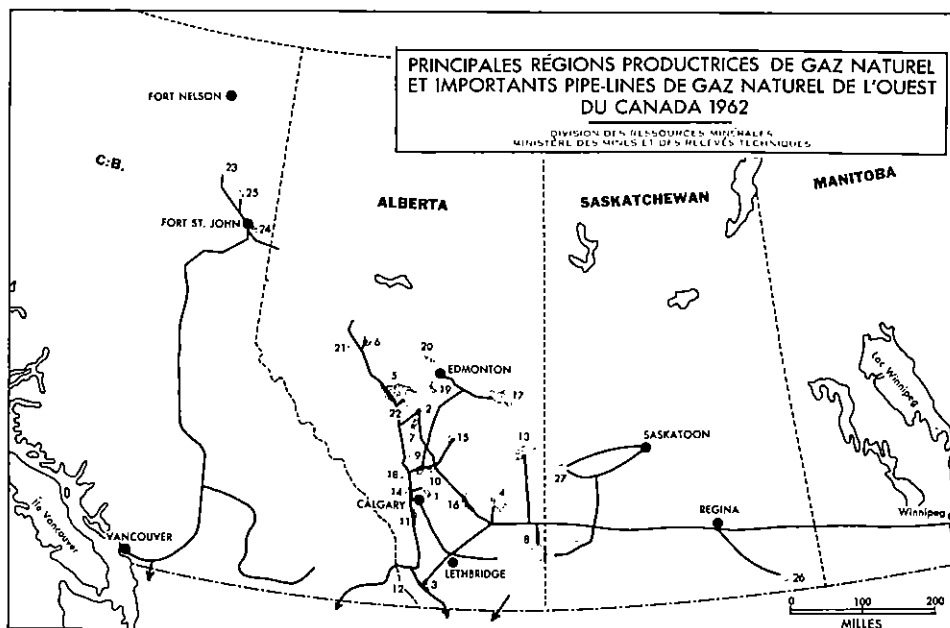 PRINCIPALES RÉGIONS PRODUCTRICES DE GAZ NATUREL
ET IMPORTANTS PIPE-LINES DE GAZ NATUREL DE L'OUEST
DU CANADA 1962
DIVISION DES RESSOURCES MINÉRALES
MINISTÈRE DES MINES ET DES RELEVÉS TECHNIQUES
FORT NELSON
C.B.
23
25
FORT ST. JOHN
24
ALBERTA
SASKATCHEWAN
MANITOBA
21
6
20
EDMONTON
5
19
17
22
2
4
7
15
13
SASKATOON
9
18
6
10
27
14
1
CALGARY
16
4
11
REGINA
Winnipeg
8
Lac Winnipeg
Île Vancouver
VANCOUVER
LETHBRIDGE
12
3
26
0 100 200
MILLES